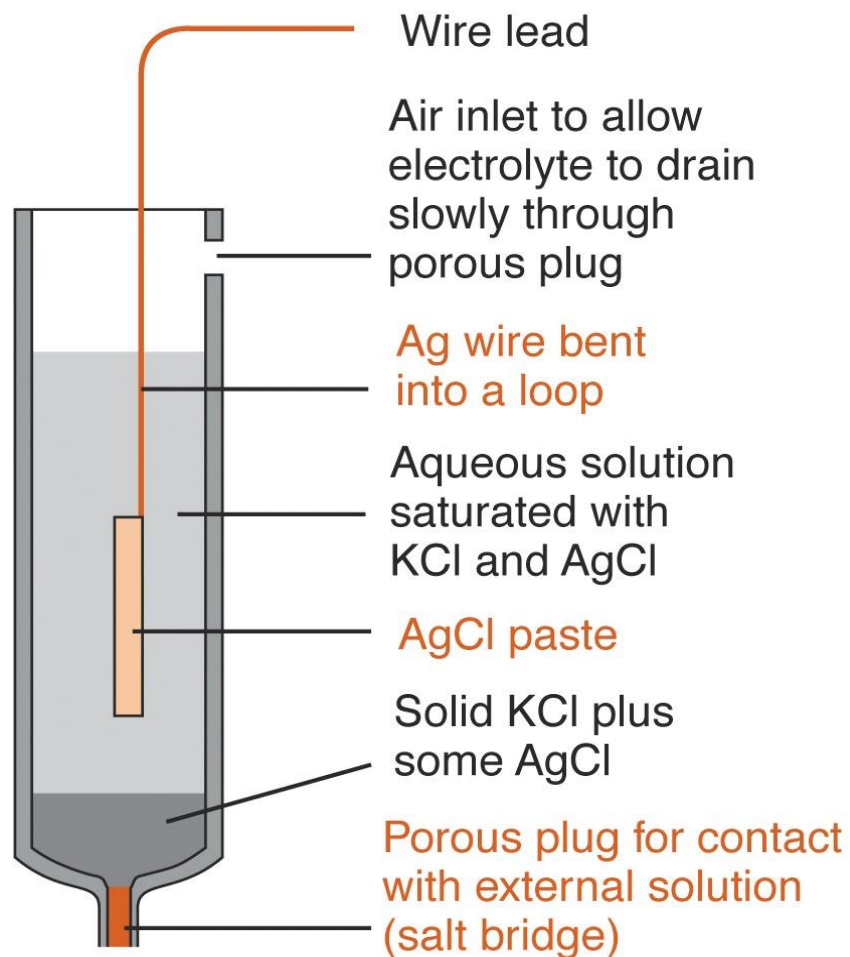 Wire lead
Air inlet to allow
electrolyte to drain
slowly through
porous plug
Ag wire bent
into a loop
Aqueous solution
saturated with
KCl and AgCl
AgCl paste
Solid KCl plus
some AgCl
Porous plug for contact
with external solution
(salt bridge)